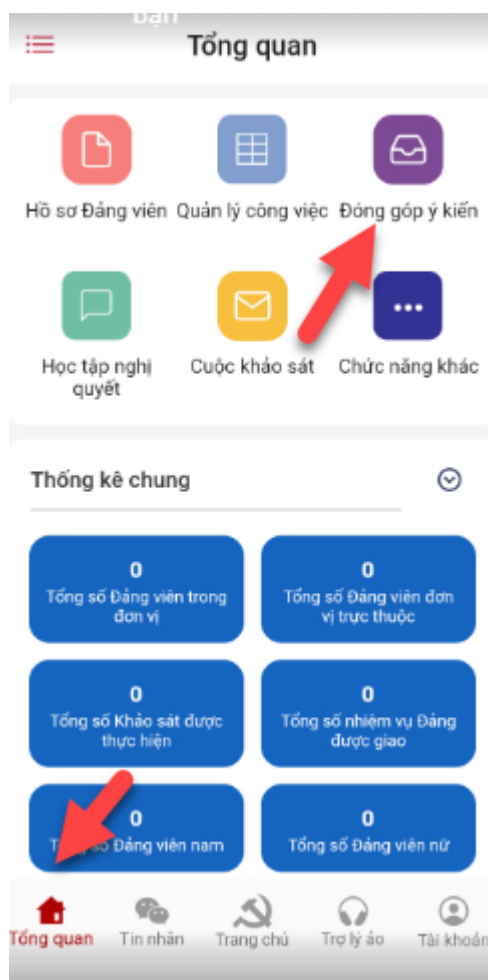 Bạn
Tổng quan
Hồ sơ Đảng viên Quản lý công việc Đóng góp ý kiến
Học tập nghị
quyết
Cuộc khảo sát Chức năng khác
Thống kê chung
0
Tổng số Đảng viên trong
đơn vị
0
Tổng số Đảng viên đơn
vị trực thuộc
0
Tổng số Khảo sát được
thực hiện
0
Tổng số nhiệm vụ Đảng
được giao
0
Tổng số Đảng viên nam
0
Tổng số Đảng viên nữ
Tổng quan Tin nhắn Trang chủ Trợ lý ảo Tài khoản